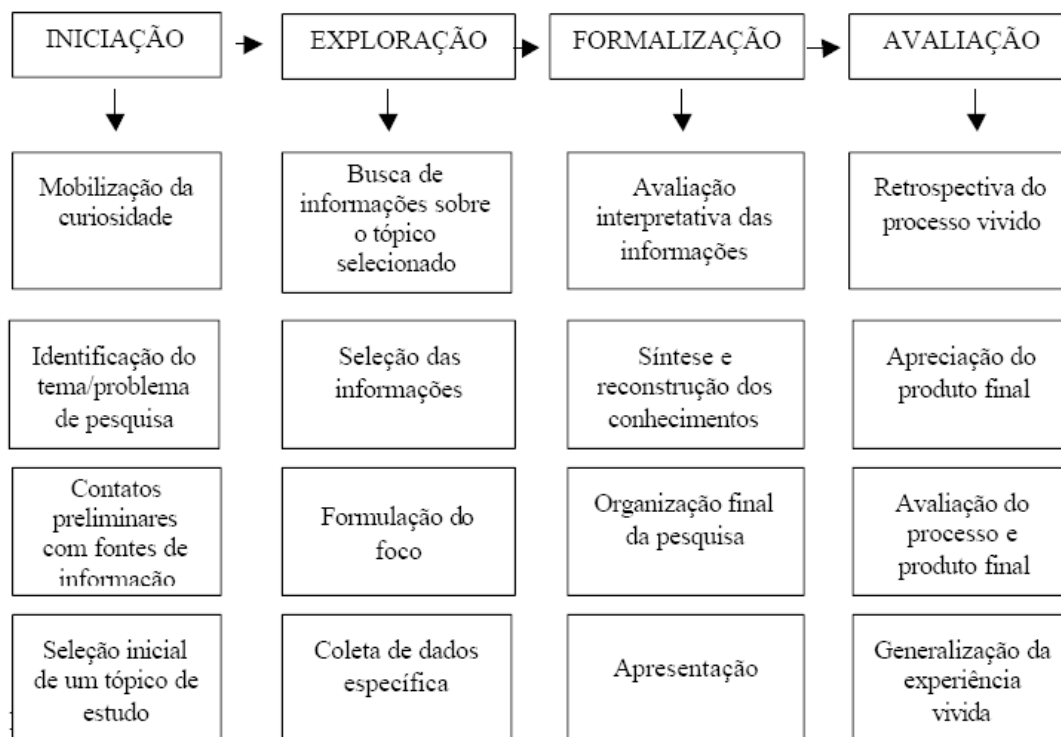 INICIAÇÃO
EXPLORAÇÃO
FORMALIZAÇÃO
AVALIAÇÃO
Mobilização da
curiosidade
Busca de
informações sobre
o tópico
selecionado
Avaliação
interpretativa das
informações
Retrospectiva do
processo vivido
Identificação do
tema/problema
de pesquisa
Seleção das
informações
Síntese e
reconstrução dos
conhecimentos
Apreciação do
produto final
Contatos
preliminares
com fontes de
informação
Formulação do
foco
Organização final
da pesquisa
Avaliação do
processo e
produto final
Seleção inicial
de um tópico de
estudo
Coleta de dados
específica
Apresentação
Generalização da
experiência
vivida